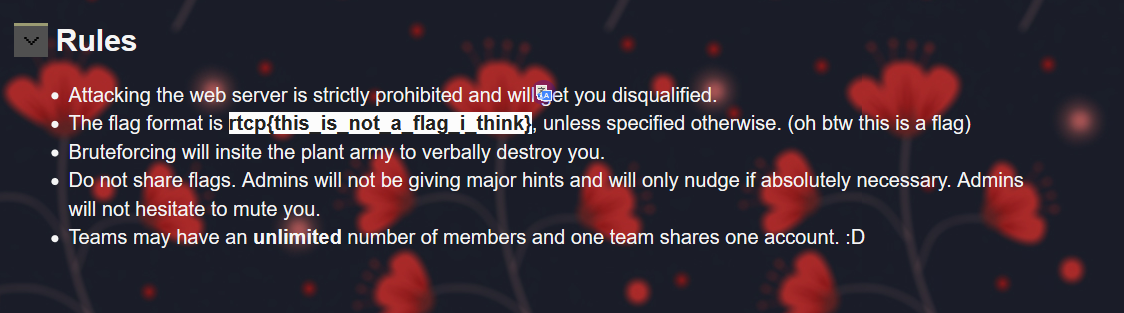 Rules
Attacking the web server is strictly prohibited and will get you disqualified.
The flag format is rtcp{this_is_not_a_flag_i_think}, unless specified otherwise. (oh btw this is a flag)
Bruteforcing will insite the plant army to verbally destroy you.
Do not share flags. Admins will not be giving major hints and will only nudge if absolutely necessary. Admins
will not hesitate to mute you.
Teams may have an unlimited number of members and one team shares one account. :D